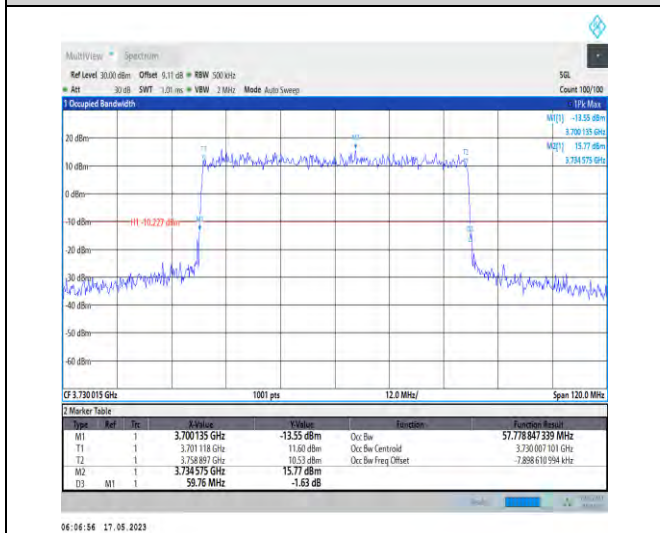 MultiView Spectrum
Ref Level 30.00 dBm Offset 9.11 dB RBW 500 kHz SGL
Att 30 dB SWT 1.01 ms VBW 2 MHz Mode Auto Sweep Count 100/100
1 Occupied Bandwidth 1Pk Max
M1[1] -13.55 dBm
3.700 135 GHz
20 dBm M2[1] 15.77 dBm
3.734 575 GHz
T1 T2
10 dBm
0 dBm
-10 dBm H1 -10.227 dBm M1
-20 dBm
-30 dBm
-40 dBm
-50 dBm
-60 dBm
CF 3.730 015 GHz 1001 pts 12.0 MHz/ Span 120.0 MHz
2 Marker Table
Type Ref Trc X-Value Y-Value Function Function Result
M1 1 3.700 135 GHz -13.55 dBm Occ Bw 57.778 847 339 MHz
T1 1 3.701 118 GHz 11.60 dBm Occ Bw Centroid 3.730 007 101 GHz
T2 1 3.758 897 GHz 10.53 dBm Occ Bw Freq Offset -7.898 610 994 kHz
M2 1 3.734 575 GHz 15.77 dBm
D3 M1 1 59.76 MHz -1.63 dB
06:06:56 17.05.2023